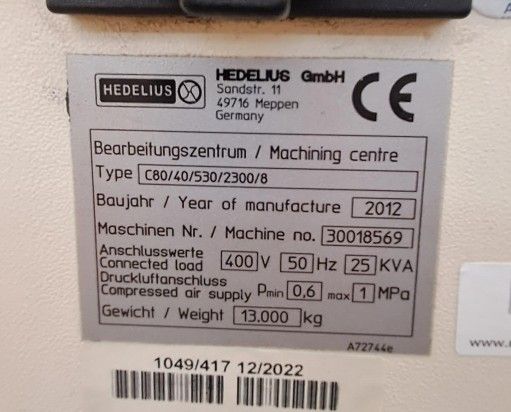 HEDELIUS
HEDELIUS GmbH
Sandstr. 11
49716 Meppen
Germany
CE
Bearbeitungszentrum / Machining centre
Type C80/40/530/2300/8
Baujahr / Year of manufacture 2012
Maschinen Nr. / Machine no. 30018569
Anschlusswerte
Connected load 400 V 50 Hz 25 KVA
Druckluftanschluss
Compressed air supply Pmin 0,6 max 1 MPa
Gewicht / Weight 13.000 kg
A72744e
1049/417 12/2022